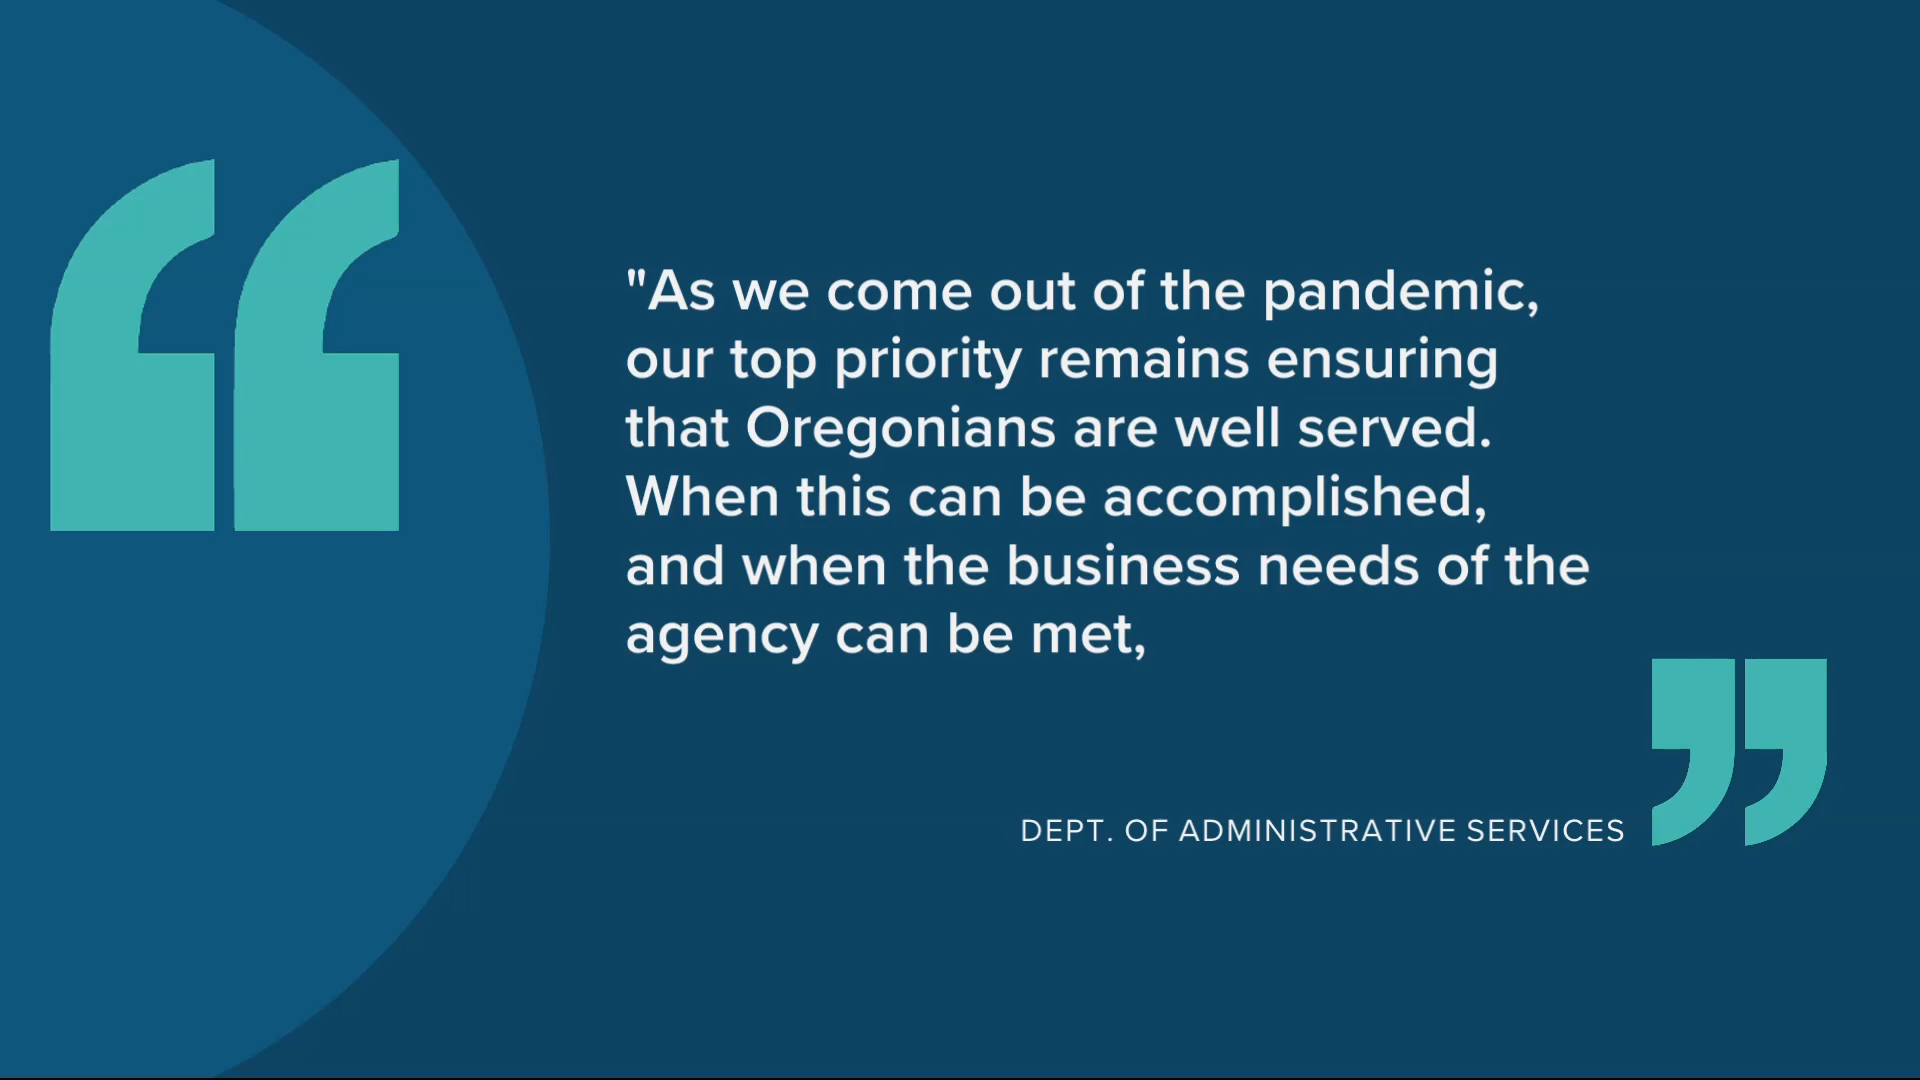 "As we come out of the pandemic,
our top priority remains ensuring
that Oregonians are well served.
When this can be accomplished,
and when the business needs of the
agency can be met,
DEPT. OF ADMINISTRATIVE SERVICES